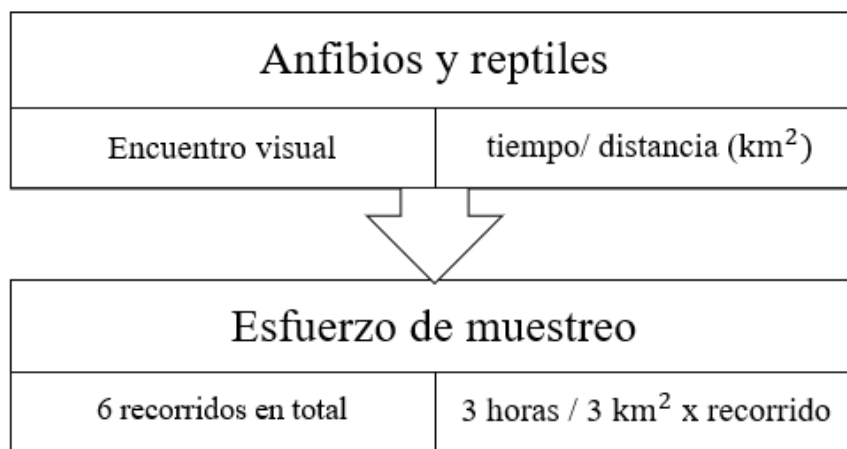 Anfibios y reptiles
Encuentro visual
tiempo/ distancia (km²)
Esfuerzo de muestreo
6 recorridos en total
3 horas / 3 km² x recorrido